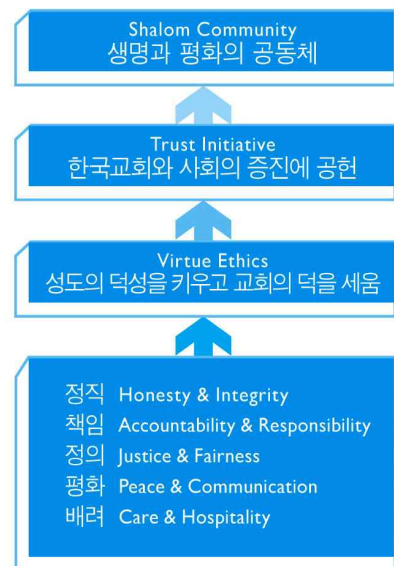 Shalom Community
생명과 평화의 공동체
Trust Initiative
한국교회와 사회의 증진에 공헌
Virtue Ethics
성도의 덕성을 키우고 교회의 덕을 세움
정직 Honesty & Integrity
책임 Accountability & Responsibility
정의 Justice & Fairness
평화 Peace & Communication
배려 Care & Hospitality